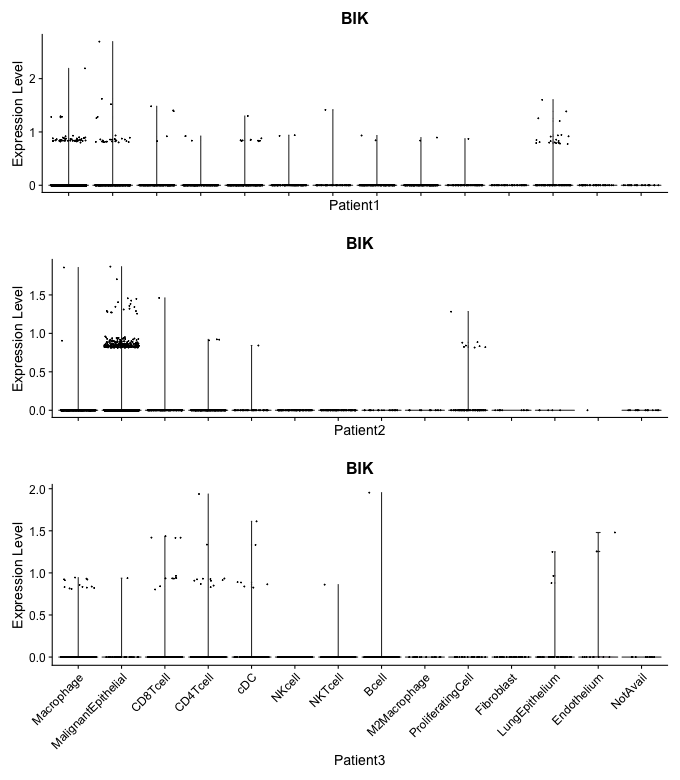 BIK
Expression Level
2
1
0
Patient1
BIK
Expression Level
1.5
1.0
0.5
0.0
Patient2
BIK
Expression Level
2.0
1.5
1.0
0.5
0.0
Macrophage
MalignantEpithelial
CD8Tcell
CD4Tcell
cDC
NKcell
NKTcell
Bcell
M2Macrophage
ProliferatingCell
Fibroblast
LungEpithelium
Endothelium
NotAvail
Patient3